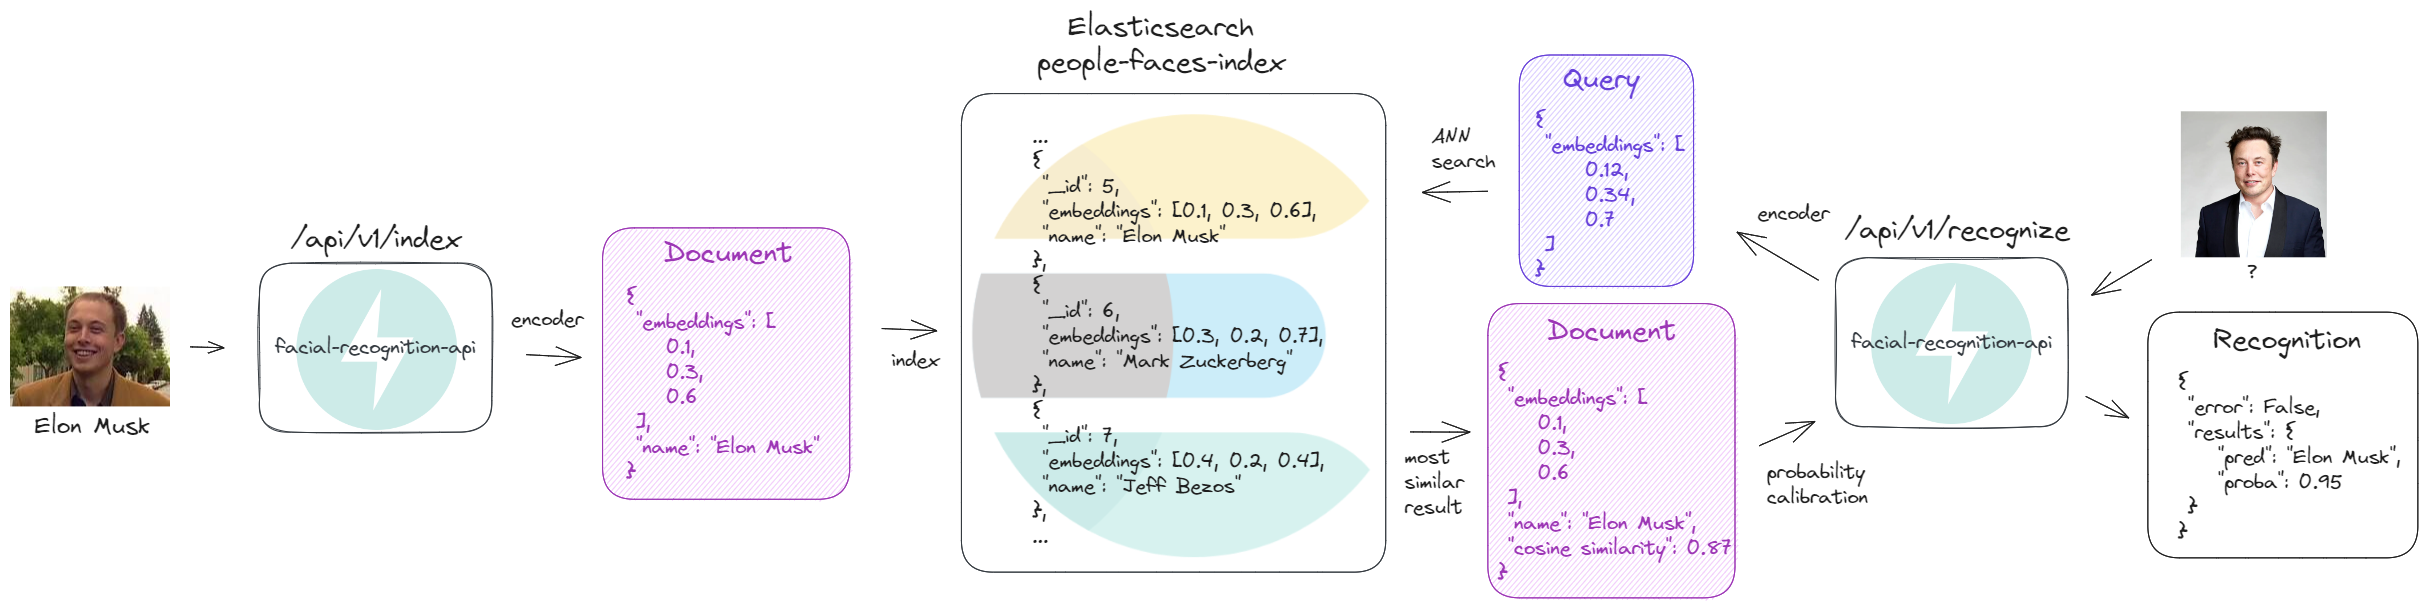 Elon Musk
/api/v1/index
facial-recognition-api
encoder
Document
{
"embeddings": [
0.1,
0.3,
0.6
],
"name": "Elon Musk"
}
index
Elasticsearch
people-faces-index
...
{
"_id": 5,
"embeddings": [0.1, 0.3, 0.6],
"name": "Elon Musk"
},
{
"_id": 6,
"embeddings": [0.3, 0.2, 0.7],
"name": "Mark Zuckerberg"
},
{
"_id": 7,
"embeddings": [0.4, 0.2, 0.4],
"name": "Jeff Bezos"
},
...
ANN
search
Query
{
"embeddings": [
0.12,
0.34,
0.7
]
}
most
similar
result
Document
{
"embeddings": [
0.1,
0.3,
0.6
],
"name": "Elon Musk",
"cosine similarity": 0.87
}
encoder
probability
calibration
/api/v1/recognize
facial-recognition-api
?
Recognition
{
"error": False,
"results": {
"pred": "Elon Musk",
"proba": 0.95
}
}